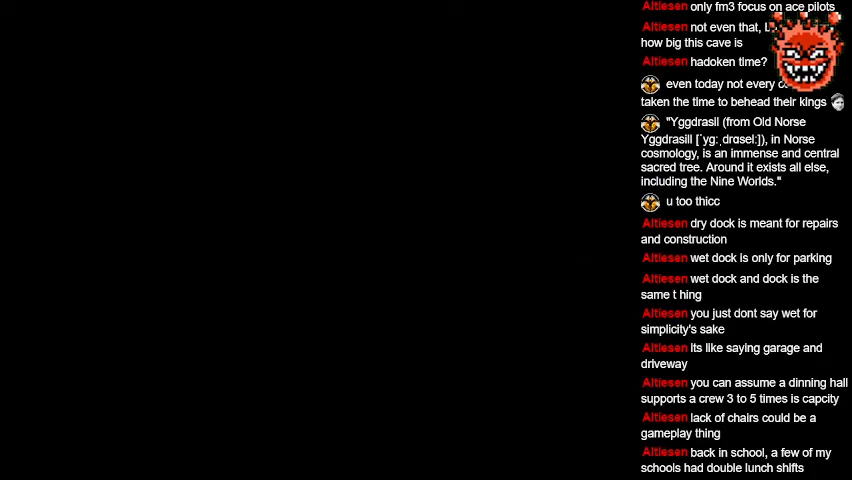 Altiesen only fm3 focus on ace pilots
Altiesen not even that,
how big this cave is
Altiesen hadoken time?
even today not every
taken the time to behead their kings
"Yggdrasil (from Old Norse
Yggdrasill [ˈyɡːˌdrɑselː]), in Norse
cosmology, is an immense and central
sacred tree. Around it exists all else,
including the Nine Worlds."
u too thicc
Altiesen dry dock is meant for repairs
and construction
Altiesen wet dock is only for parking
Altiesen wet dock and dock is the
same t hing
Altiesen you just dont say wet for
simplicity's sake
Altiesen its like saying garage and
driveway
Altiesen you can assume a dinning hall
supports a crew 3 to 5 times is capcity
Altiesen lack of chairs could be a
gameplay thing
Altiesen back in school, a few of my
schools had double lunch shifts